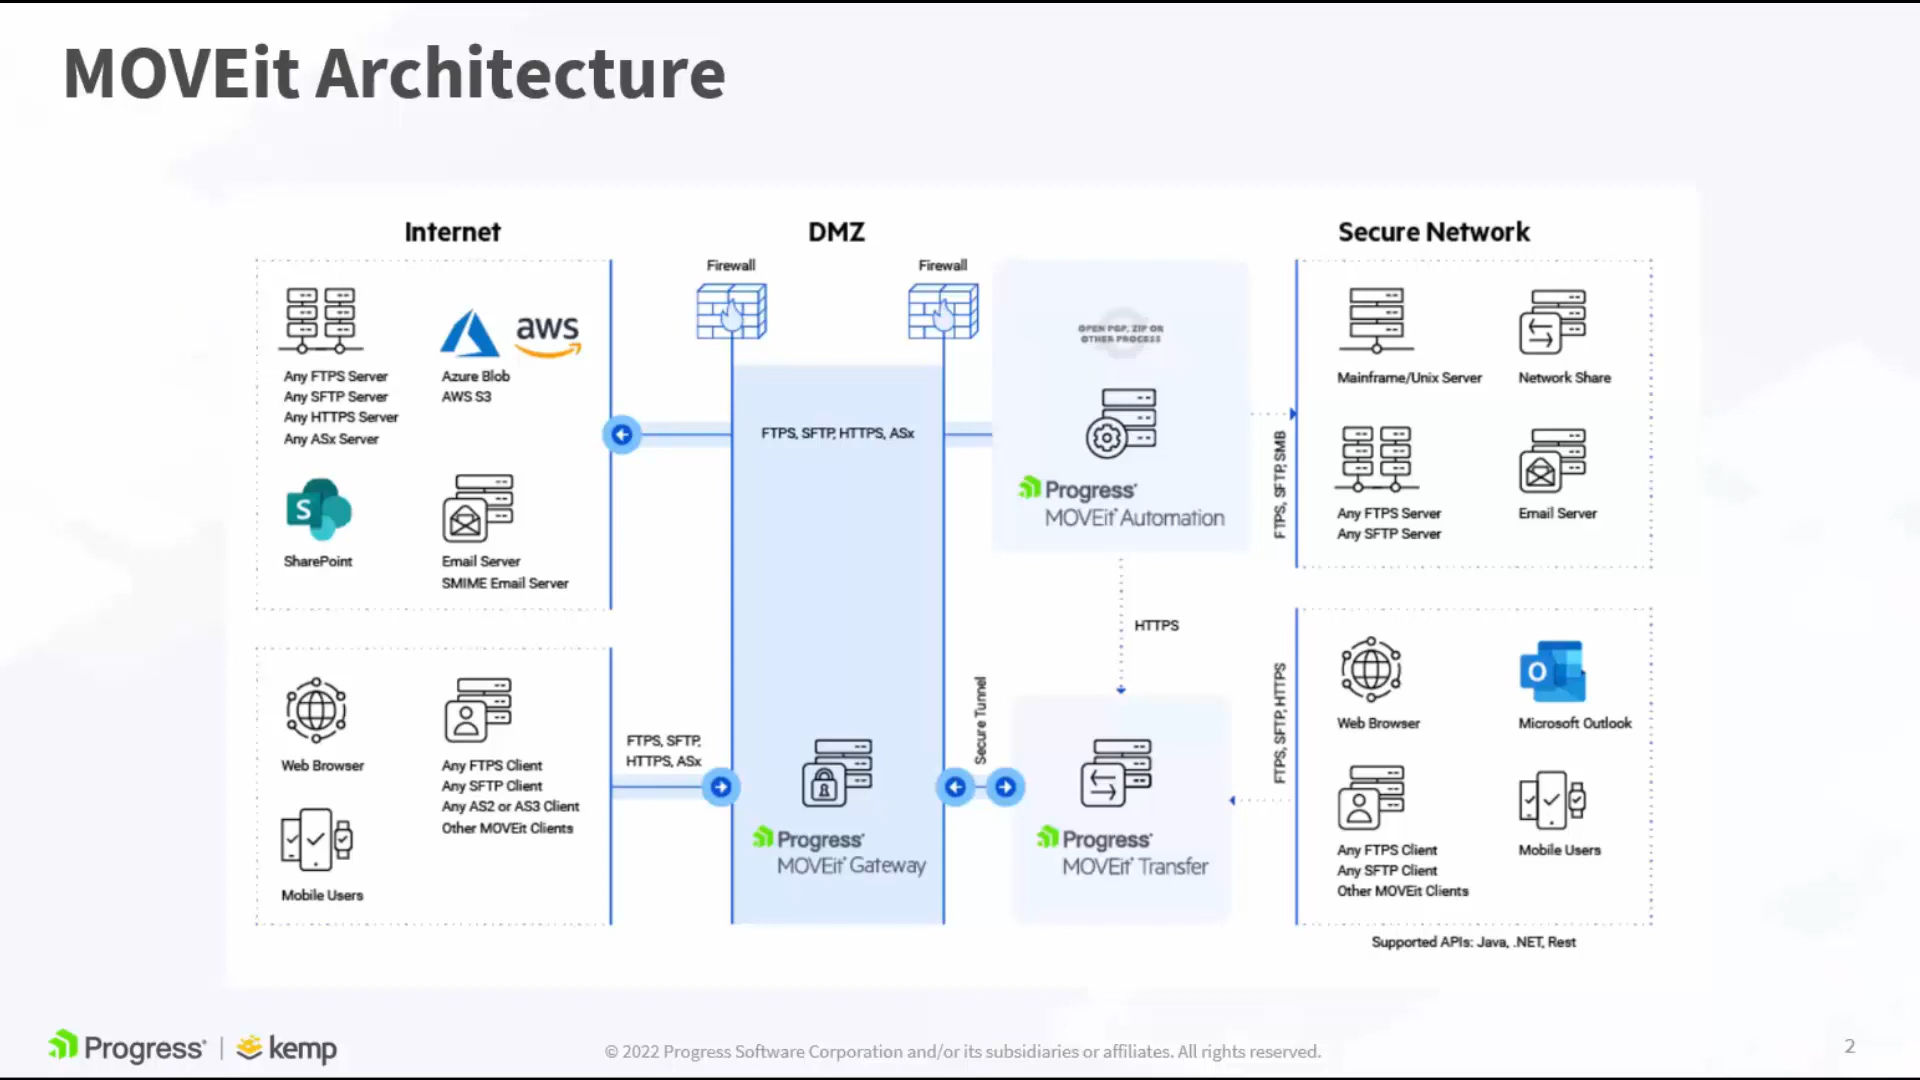 MOVEit Architecture
Internet
DMZ
Secure Network
Firewall
Firewall
aws
Any FTPS Server
Any SFTP Server
Any HTTPS Server
Any ASx Server
Azure Blob
AWS S3
S
SharePoint
Email Server
SMIME Email Server
FTPS, SFTP, HTTPS, ASx
OPEN PGP, ZIP OR
OTHER PROCESS
Progress®
MOVEit® Automation
FTPS, SFTP, SMB
Mainframe/Unix Server
Network Share
Any FTPS Server
Any SFTP Server
Email Server
HTTPS
Web Browser
Any FTPS Client
Any SFTP Client
Any AS2 or AS3 Client
Other MOVEit Clients
Mobile Users
FTPS, SFTP,
HTTPS, ASx
Progress®
MOVEit® Gateway
Secure Tunnel
Progress®
MOVEit® Transfer
FTPS, SFTP, HTTPS
Web Browser
O
Microsoft Outlook
Any FTPS Client
Any SFTP Client
Other MOVEit Clients
Mobile Users
Supported APIs: Java, .NET, Rest
Progress® | kemp
© 2022 Progress Software Corporation and/or its subsidiaries or affiliates. All rights reserved.
2